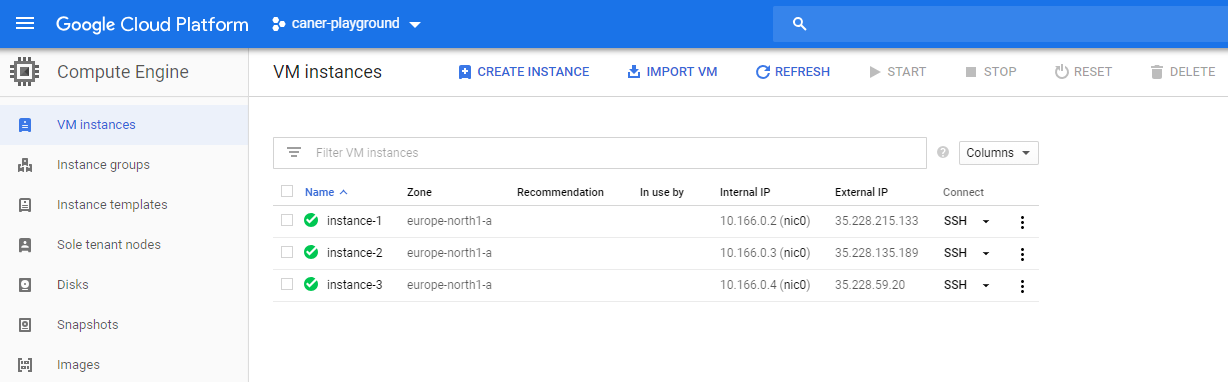 Google Cloud Platform caner-playground
Compute Engine VM instances CREATE INSTANCE IMPORT VM REFRESH START STOP RESET DELETE
VM instances
Instance groups
Instance templates
Sole tenant nodes
Disks
Snapshots
Images
Filter VM instances ? Columns
Name Zone Recommendation In use by Internal IP External IP Connect
instance-1 europe-north1-a 10.166.0.2 (nic0) 35.228.215.133 SSH
instance-2 europe-north1-a 10.166.0.3 (nic0) 35.228.135.189 SSH
instance-3 europe-north1-a 10.166.0.4 (nic0) 35.228.59.20 SSH